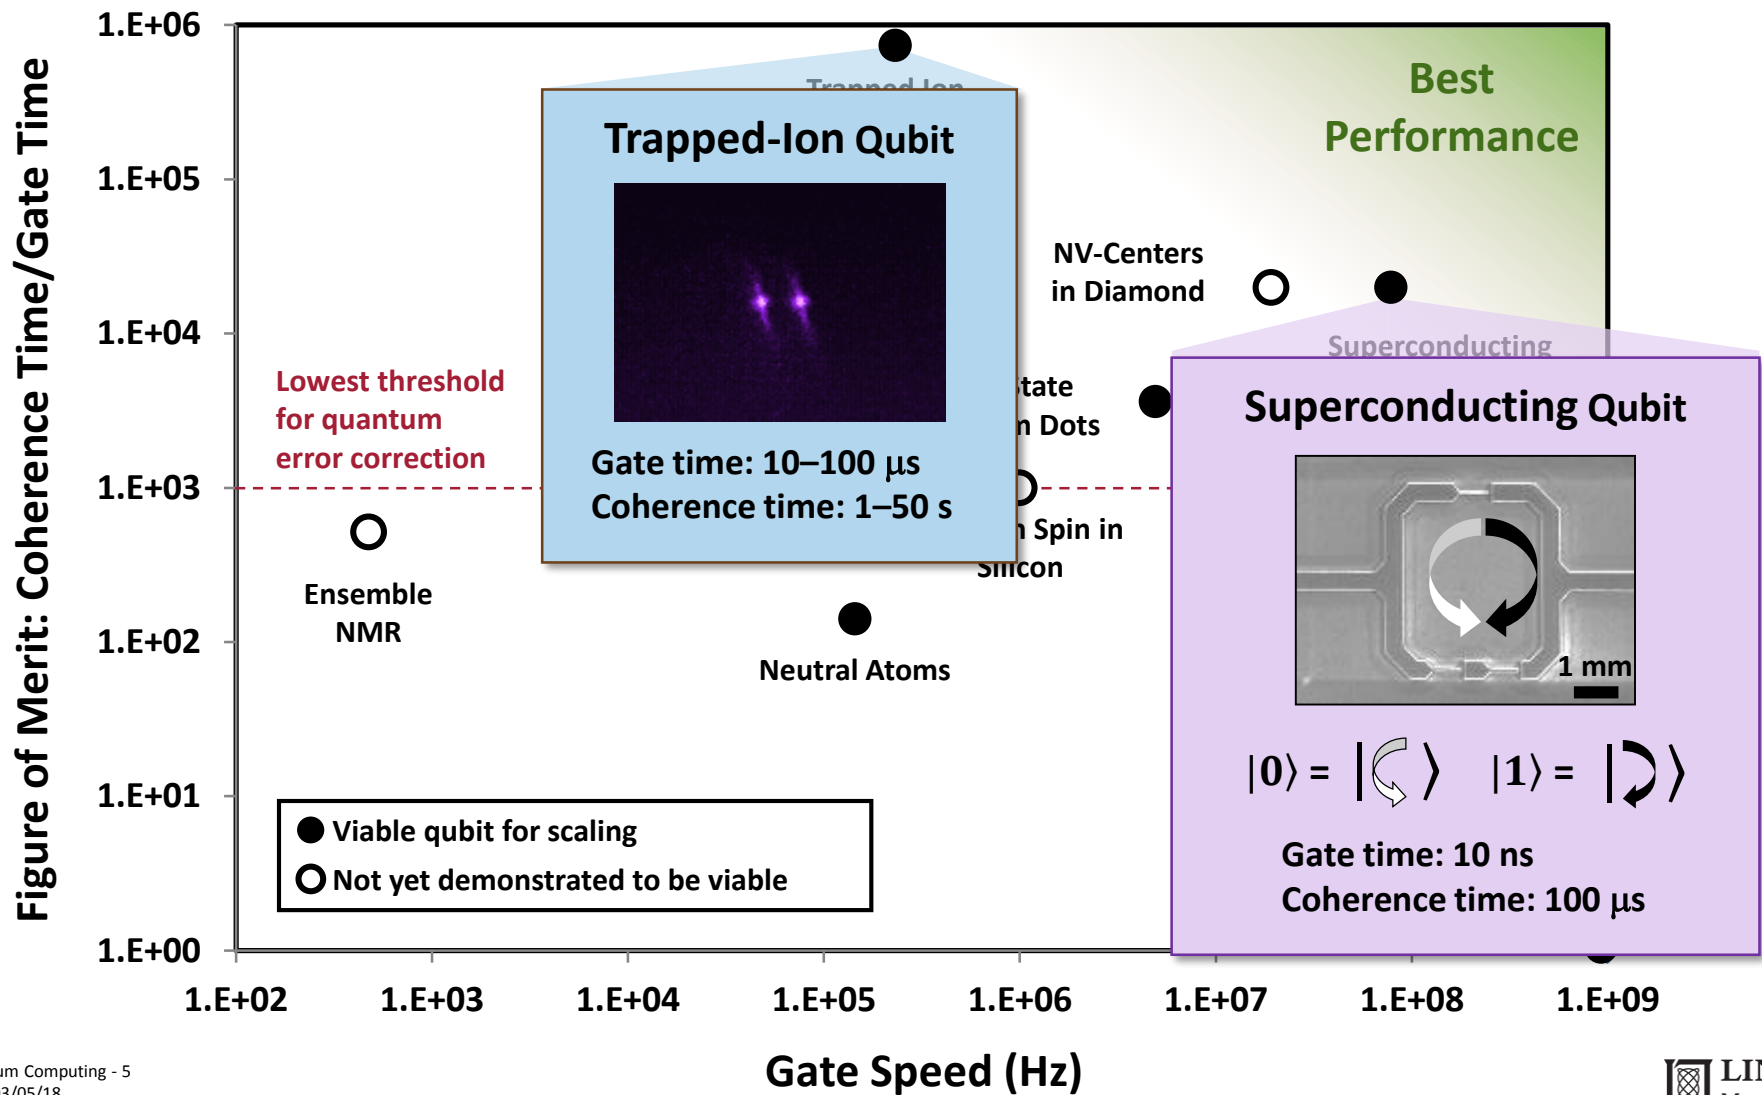 Figure of Merit: Coherence Time/Gate Time
1.E+06
1.E+05
1.E+04
1.E+03
1.E+02
1.E+01
1.E+00
Best
Performance
Trapped Ion
Trapped-Ion Qubit
Gate time: 10–100 μs
Coherence time: 1–50 s
NV-Centers
in Diamond
Lowest threshold
for quantum
error correction
State
Dots
Spin in
Silicon
Ensemble
NMR
Neutral Atoms
Superconducting
Superconducting Qubit
1 mm
|0⟩ = | ⟩ |1⟩ = | ⟩
Gate time: 10 ns
Coherence time: 100 μs
Viable qubit for scaling
Not yet demonstrated to be viable
1.E+02 1.E+03 1.E+04 1.E+05 1.E+06 1.E+07 1.E+08 1.E+09
Gate Speed (Hz)
Computing - 5